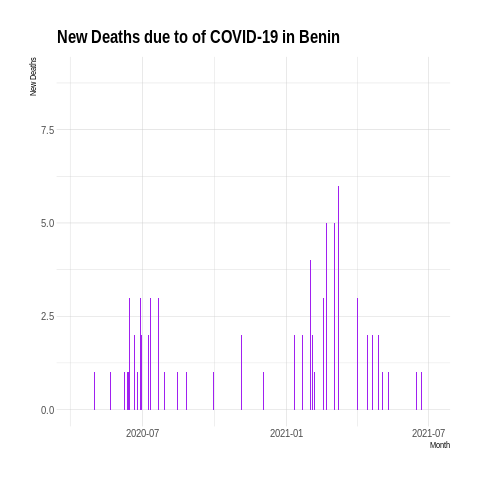 New Deaths due to of COVID-19 in Benin
New Deaths
7.5
5.0
2.5
0.0
2020-07 2021-01 2021-07
Month